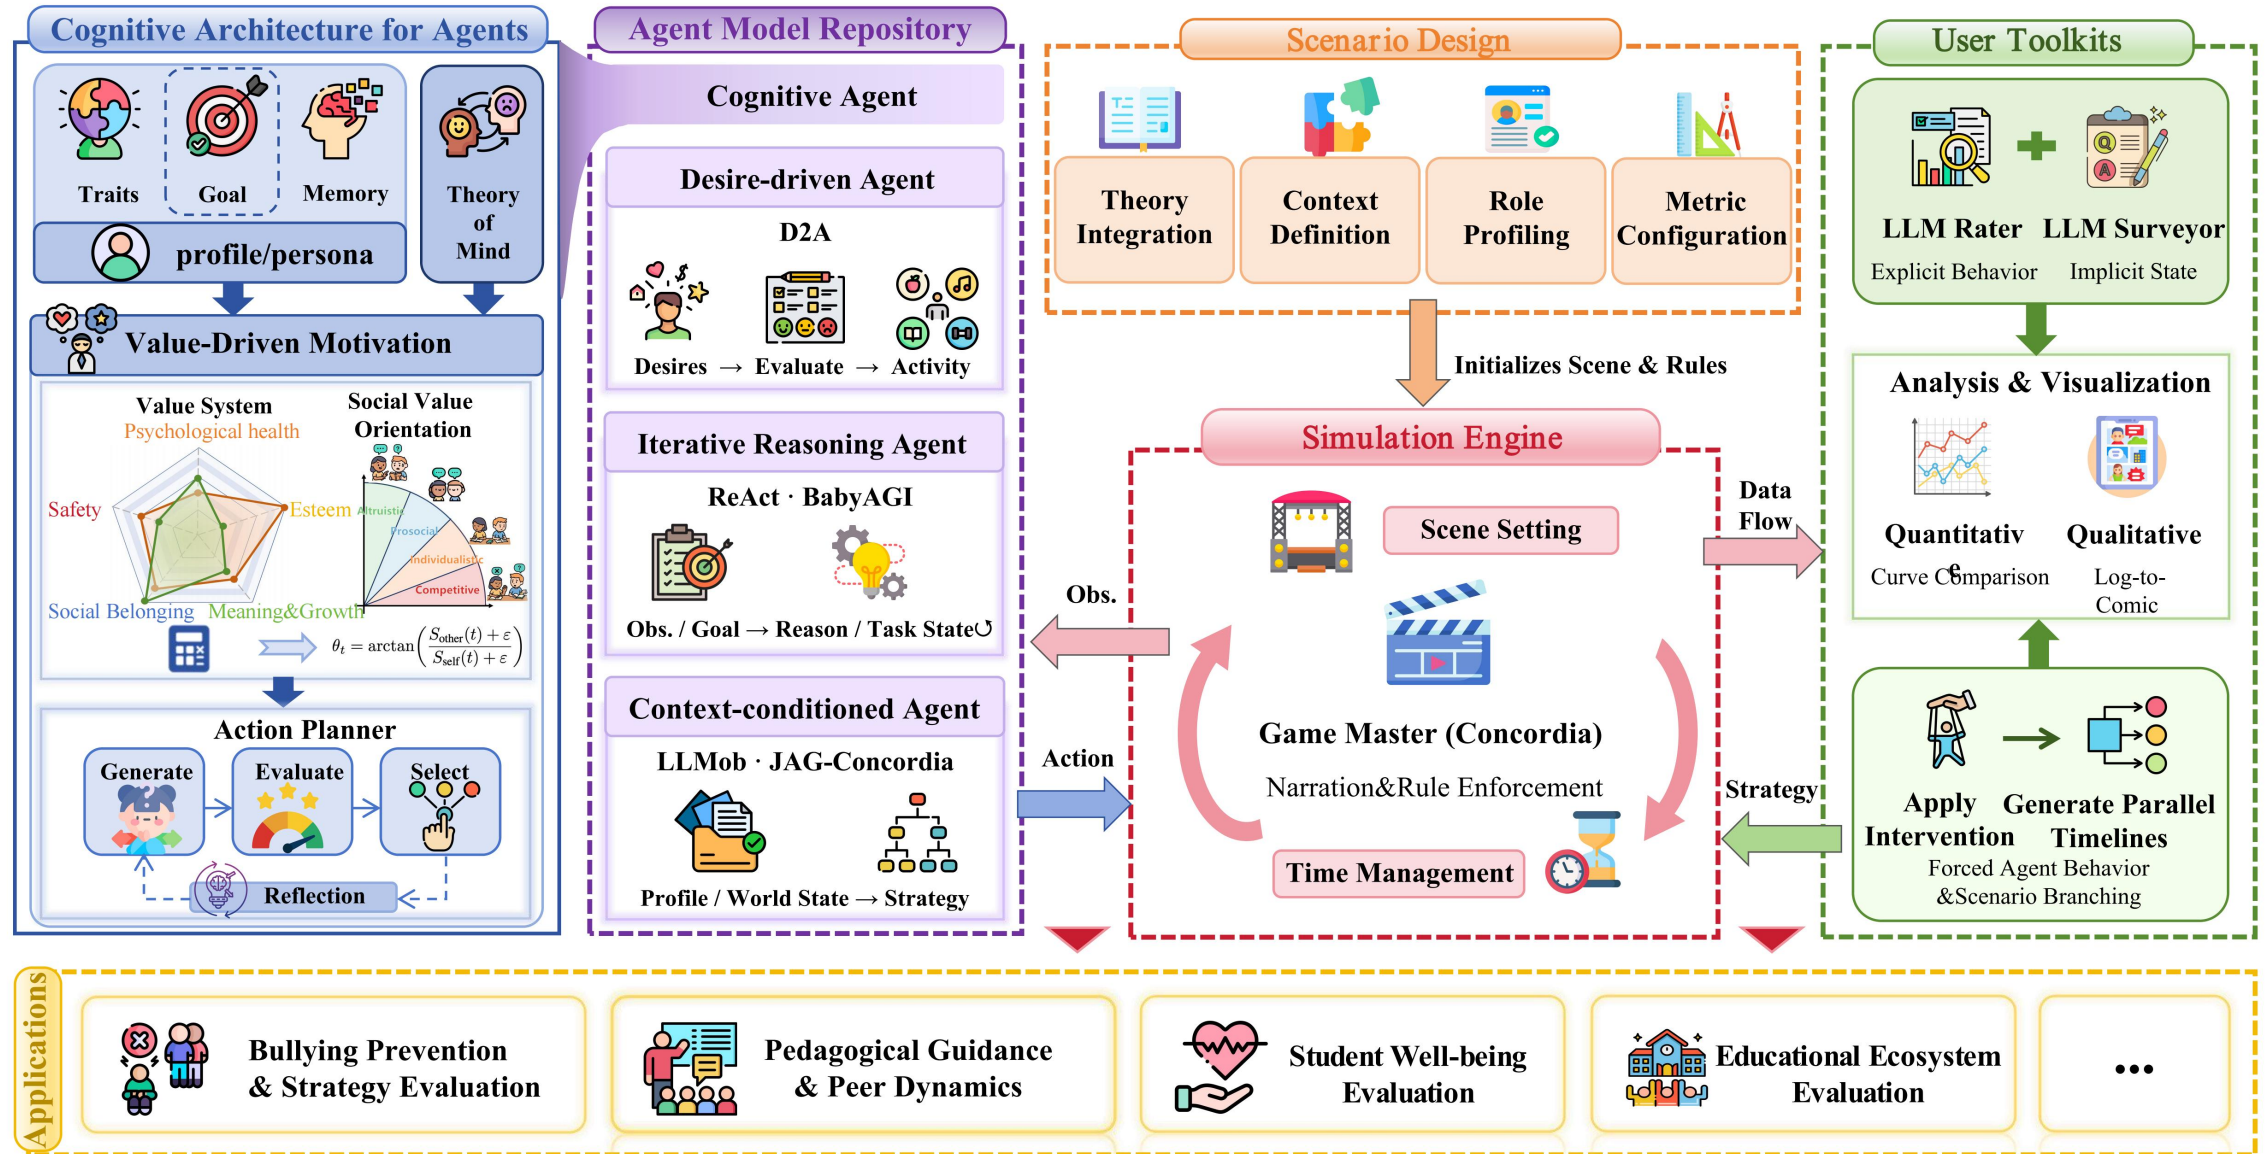 Cognitive Architecture for Agents
Traits
Goal
Memory
Theory
of
Mind
profile/persona
Value-Driven Motivation
Value System
Psychological health
Safety
Esteem
Social Belonging
Meaning&Growth
Social Value
Orientation
Altruistic
Prosocial
Individualistic
Competitive
θ_t = arctan( (S_other(t) + ε) / (S_self(t) + ε) )
Action Planner
Generate
Evaluate
Select
Reflection
Agent Model Repository
Cognitive Agent
Desire-driven Agent
D2A
Desires → Evaluate → Activity
Iterative Reasoning Agent
ReAct · BabyAGI
Obs. / Goal → Reason / Task State↺
Context-conditioned Agent
LLMob · JAG-Concordia
Profile / World State → Strategy
Scenario Design
Theory
Integration
Context
Definition
Role
Profiling
Metric
Configuration
Initializes Scene & Rules
Simulation Engine
Scene Setting
Game Master (Concordia)
Narration&Rule Enforcement
Time Management
Obs.
Action
Data
Flow
Strategy
User Toolkits
Q
A
LLM Rater
Explicit Behavior
LLM Surveyor
Implicit State
Analysis & Visualization
Quantitativ
e
Curve Comparison
Qualitative
Log-to-
Comic
Apply
Intervention
Generate Parallel
Timelines
Forced Agent Behavior
&Scenario Branching
Applications
Bullying Prevention
& Strategy Evaluation
Pedagogical Guidance
& Peer Dynamics
Student Well-being
Evaluation
Educational Ecosystem
Evaluation
...